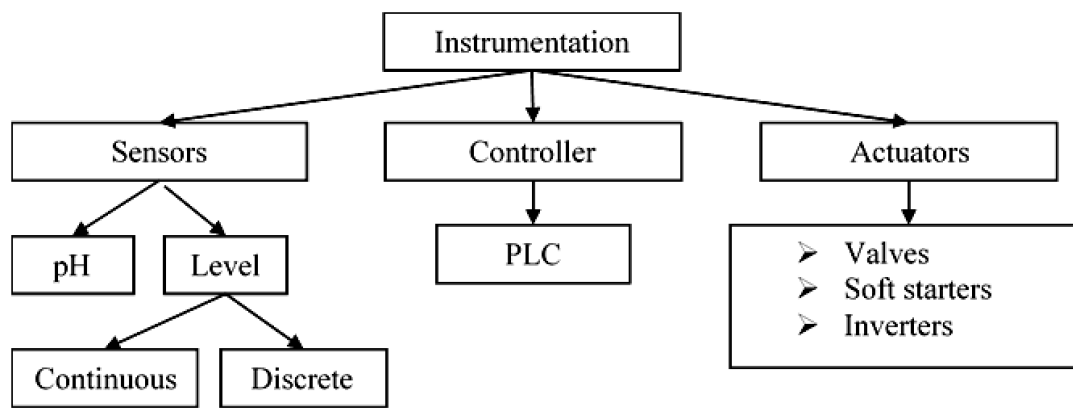 Instrumentation
Sensors
Controller
Actuators
pH
Level
PLC
➢ Valves
➢ Soft starters
➢ Inverters
Continuous
Discrete